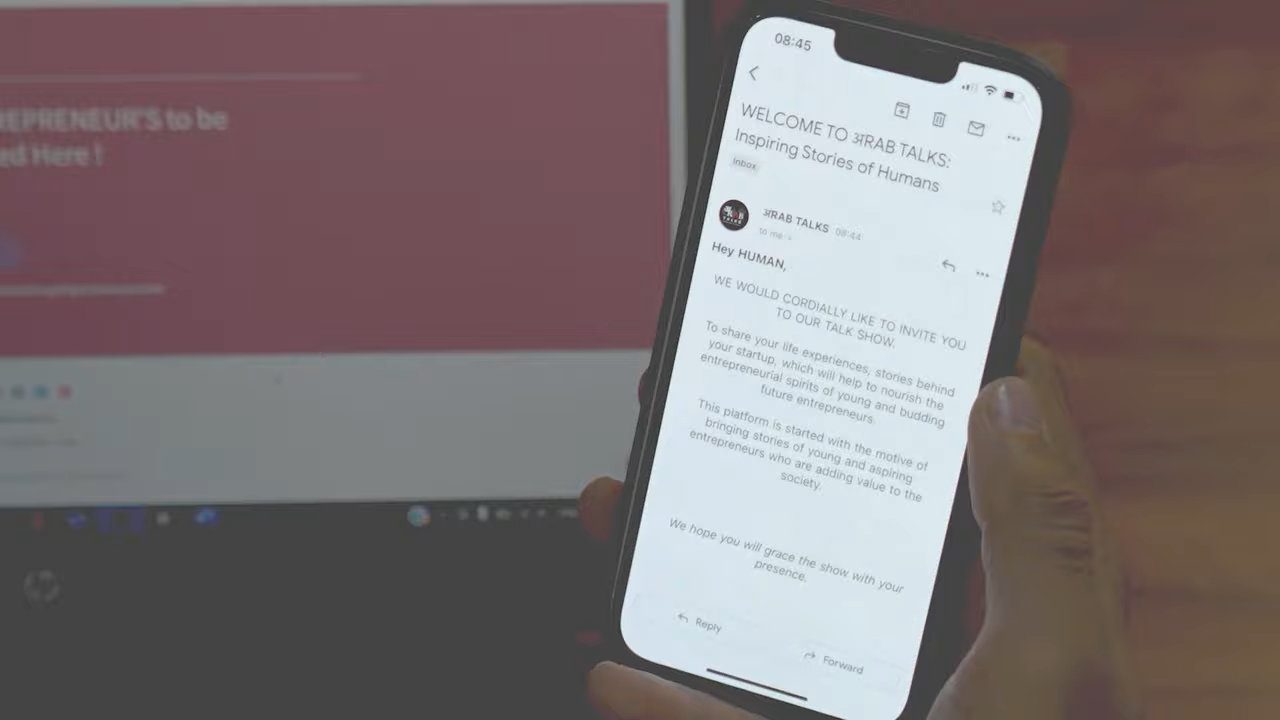 REPRENEUR'S to be
ed Here !
08:45
WELCOME TO अRAB TALKS:
Inspiring Stories of Humans
Inbox
अRAB TALKS 08:44
to me
Hey HUMAN,
WE WOULD CORDIALLY LIKE TO INVITE YOU
TO OUR TALK SHOW.
To share your life experiences, stories behind
your startup, which will help to nourish the
entrepreneurial spirits of young and budding
future entrepreneurs.
This platform is started with the motive of
bringing stories of young and aspiring
entrepreneurs who are adding value to the
society.
We hope you will grace the show with your
presence.
Reply
Forward
hp